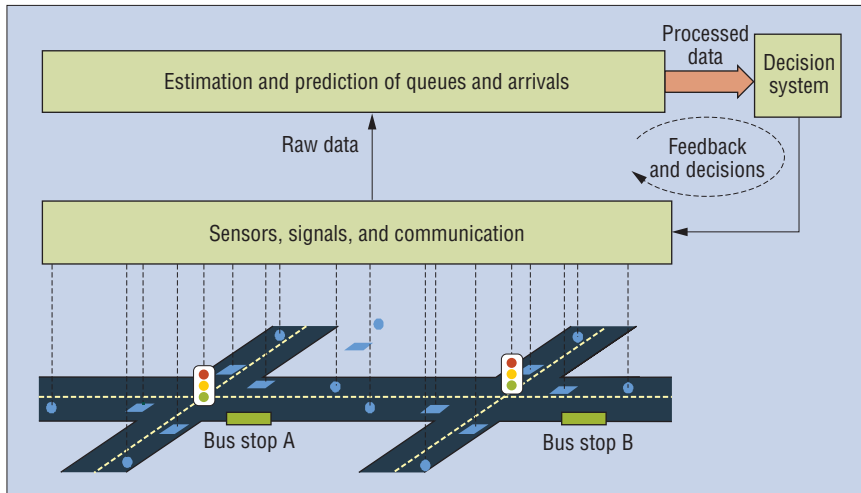 Processed
data
Decision
system
Estimation and prediction of queues and arrivals
Raw data
Feedback
and decisions
Sensors, signals, and communication
Bus stop A
Bus stop B